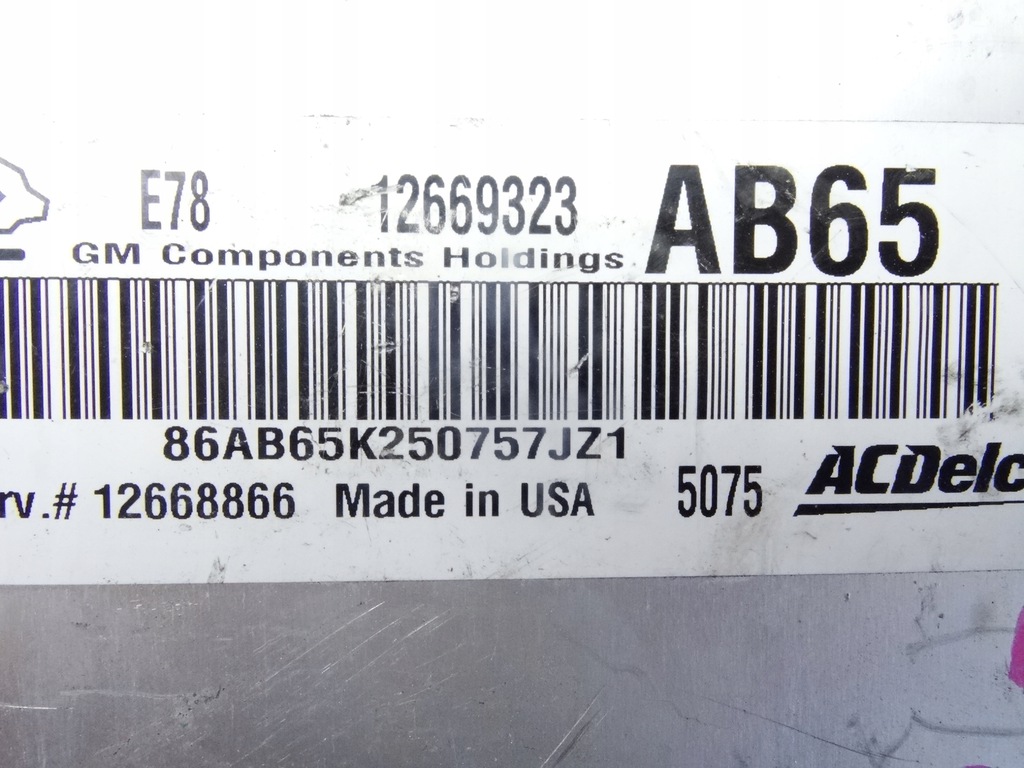 E78 12669323 AB65
GM Components Holdings
86AB65K250757JZ1
rv.# 12668866 Made in USA 5075 ACDelc